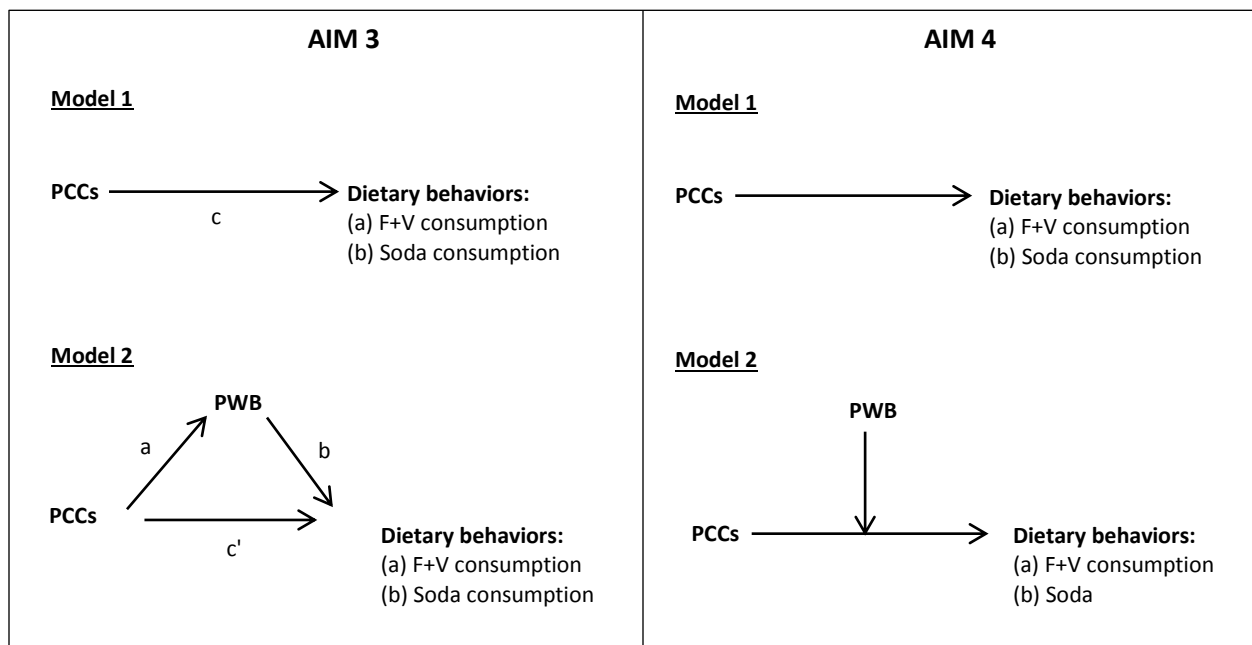 AIM 3
Model 1
PCCs
c
Dietary behaviors:
(a) F+V consumption
(b) Soda consumption
Model 2
PWB
a
b
PCCs
c'
Dietary behaviors:
(a) F+V consumption
(b) Soda consumption
AIM 4
Model 1
PCCs
Dietary behaviors:
(a) F+V consumption
(b) Soda consumption
Model 2
PWB
PCCs
Dietary behaviors:
(a) F+V consumption
(b) Soda